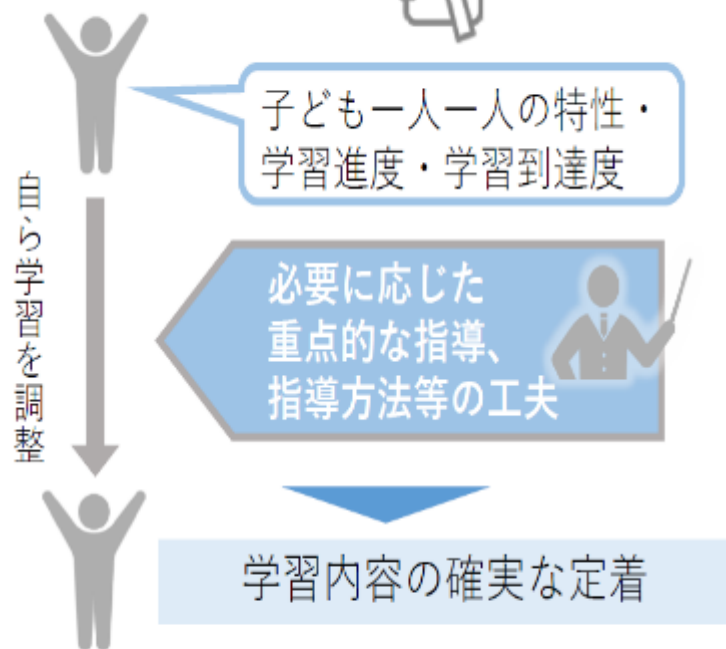 子ども一人一人の特性・
学習進度・学習到達度
自ら学習を調整
必要に応じた
重点的な指導、
指導方法等の工夫
学習内容の確実な定着